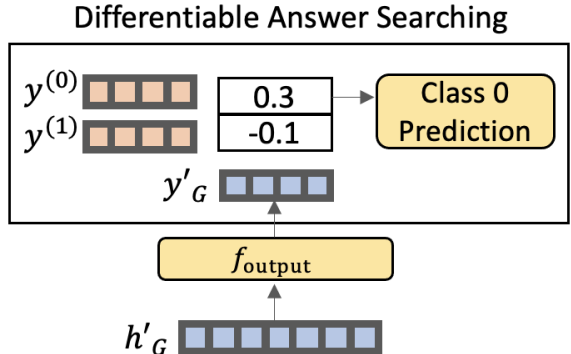 Differentiable Answer Searching
y^(0)
0.3
Class 0
Prediction
y^(1)
-0.1
y'_G
f_output
h'_G